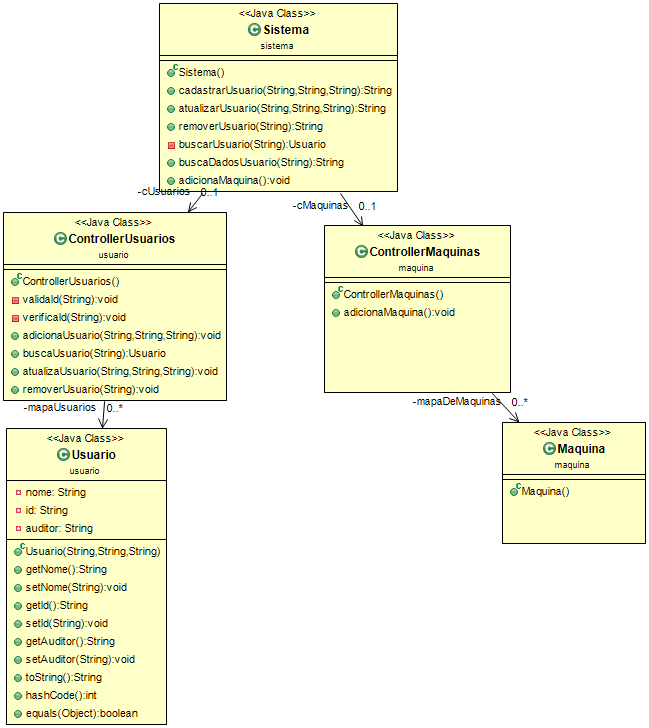 <<Java Class>>
Sistema
sistema
Sistema()
cadastrarUsuario(String,String,String):String
atualizarUsuario(String,String,String):String
removerUsuario(String):String
buscarUsuario(String):Usuario
buscaDadosUsuario(String):String
adicionaMaquina():void
-cUsuarios 0..1
-cMaquinas 0..1
<<Java Class>>
ControllerUsuarios
usuario
ControllerUsuarios()
validaId(String):void
verificaId(String):void
adicionaUsuario(String,String,String):void
buscaUsuario(String):Usuario
atualizaUsuario(String,String,String):void
removerUsuario(String):void
<<Java Class>>
ControllerMaquinas
maquina
ControllerMaquinas()
adicionaMaquina():void
-mapaUsuarios 0..*
-mapaDeMaquinas 0..*
<<Java Class>>
Usuario
usuario
nome: String
id: String
auditor: String
Usuario(String,String,String)
getNome():String
setNome(String):void
getId():String
setId(String):void
getAuditor():String
setAuditor(String):void
toString():String
hashCode():int
equals(Object):boolean
<<Java Class>>
Maquina
maquina
Maquina()